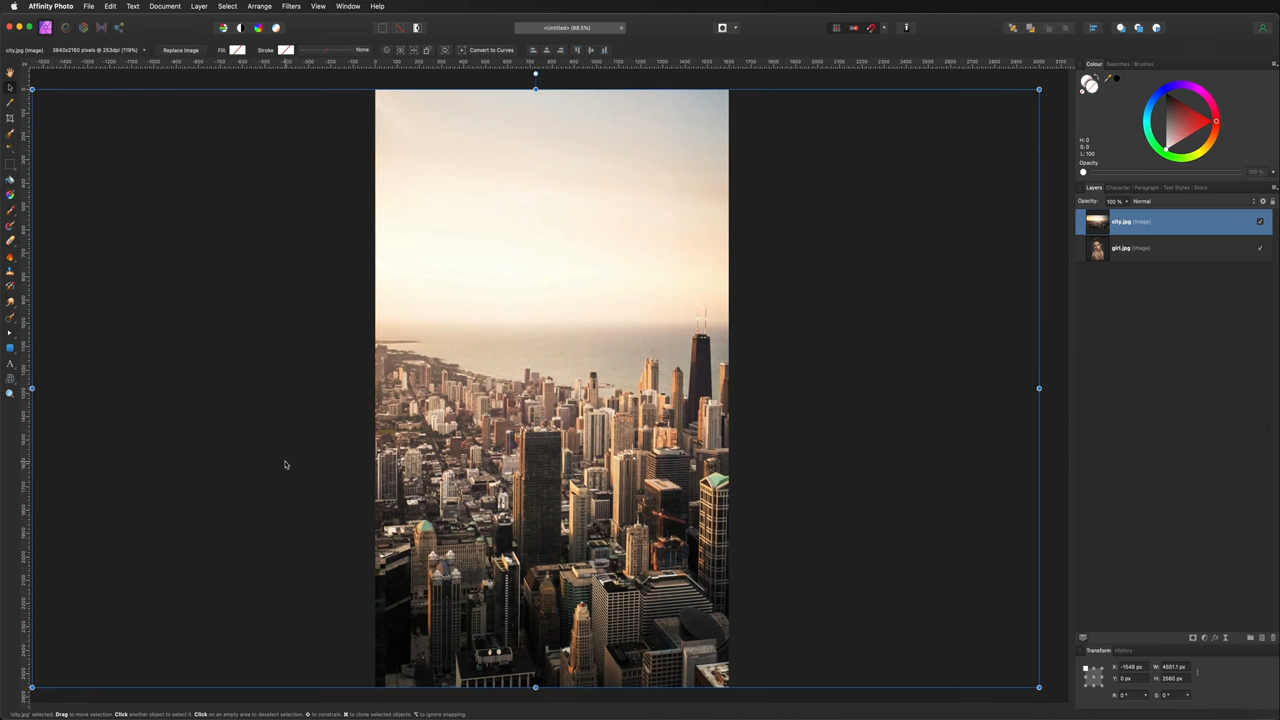 Affinity Photo File Edit Text Document Layer Select Arrange Filters View Window Help
<Untitled> (66.5%)
city.jpg (Image) 3840x2160 pixels @ 253dpi (119%) Replace Image Fill: Stroke: None Convert to Curves
px
Colour Swatches Brushes
H: 0
S: 0
L: 100
Opacity
100 %
Layers Character Paragraph Text Styles Stock
Opacity: 100 % Normal
city.jpg (Image)
girl.jpg (Image)
Transform History
X: -1549 px W: 4551.1 px
Y: 0 px H: 2560 px
R: 0 ° S: 0 °
'city.jpg' selected. Drag to move selection. Click another object to select it. Click on an empty area to deselect selection. ⇧ to constrain. ⌘ to clone selected objects. ⌥ to ignore snapping.